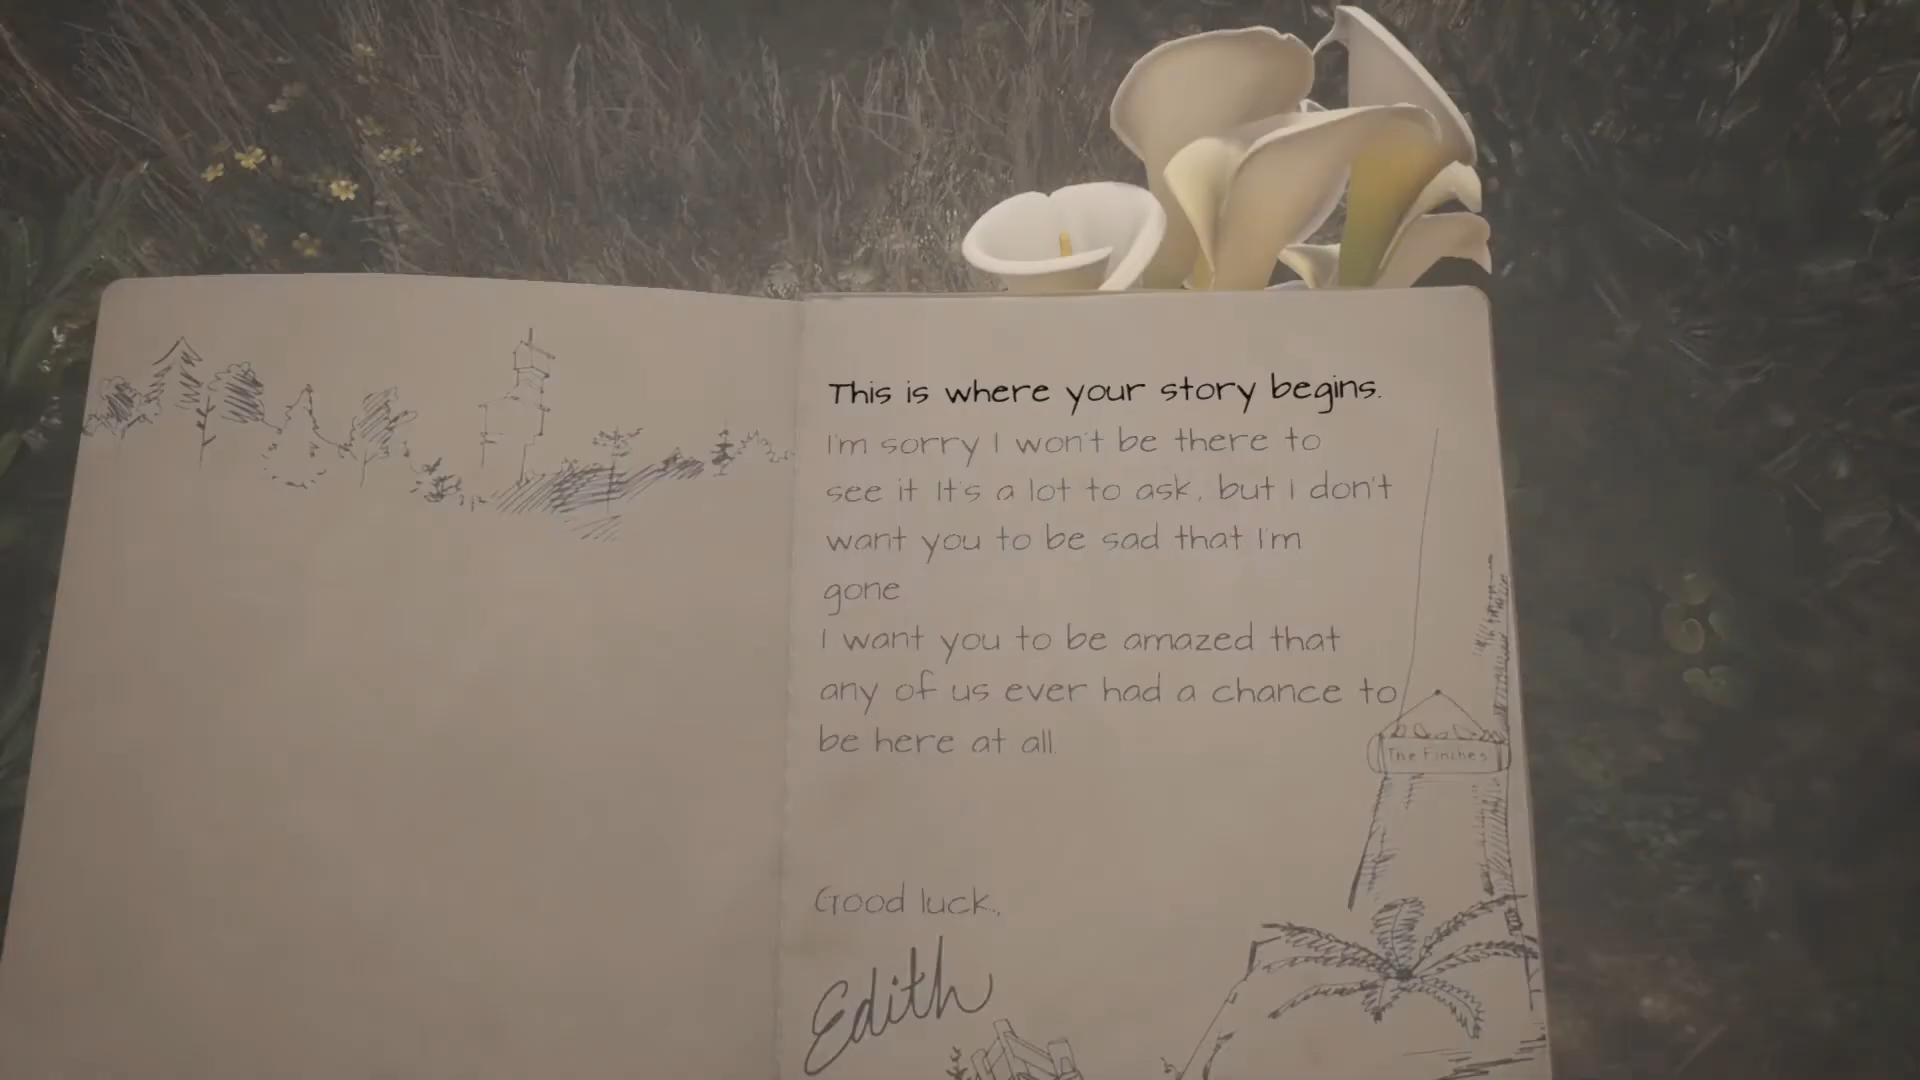 This is where your story begins.
I'm sorry I won't be there to
see it It's a lot to ask, but I don't
want you to be sad that I'm
gone
I want you to be amazed that
any of us ever had a chance to
be here at all.
The Finches
Good luck,
Edith